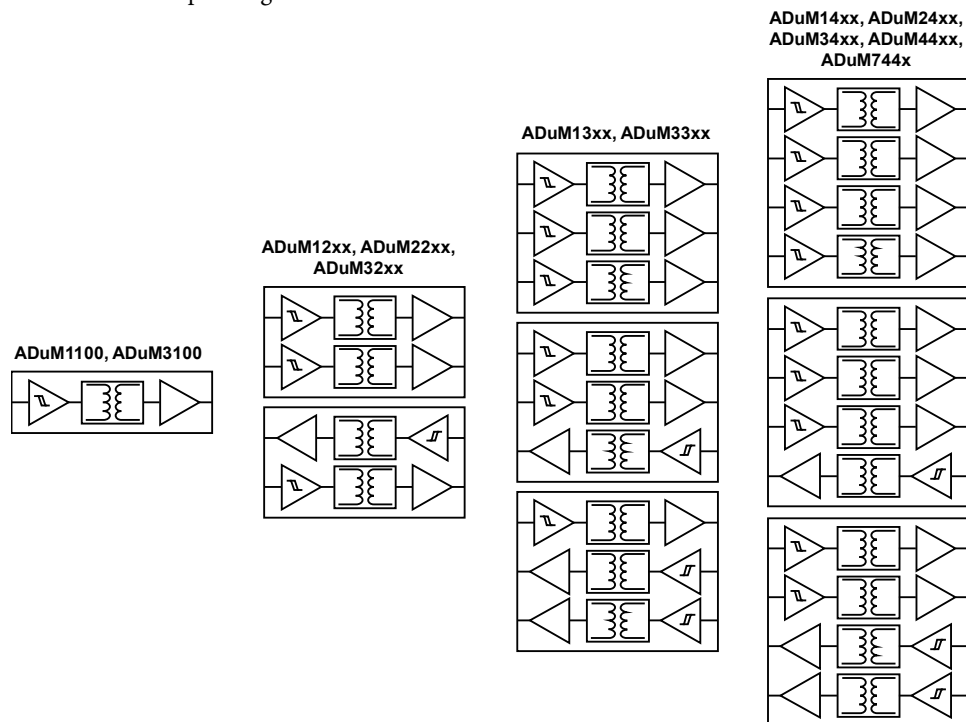 ADuM14xx, ADuM24xx,
ADuM34xx, ADuM44xx,
ADuM744x
ADuM13xx, ADuM33xx
ADuM12xx, ADuM22xx,
ADuM32xx
ADuM1100, ADuM3100